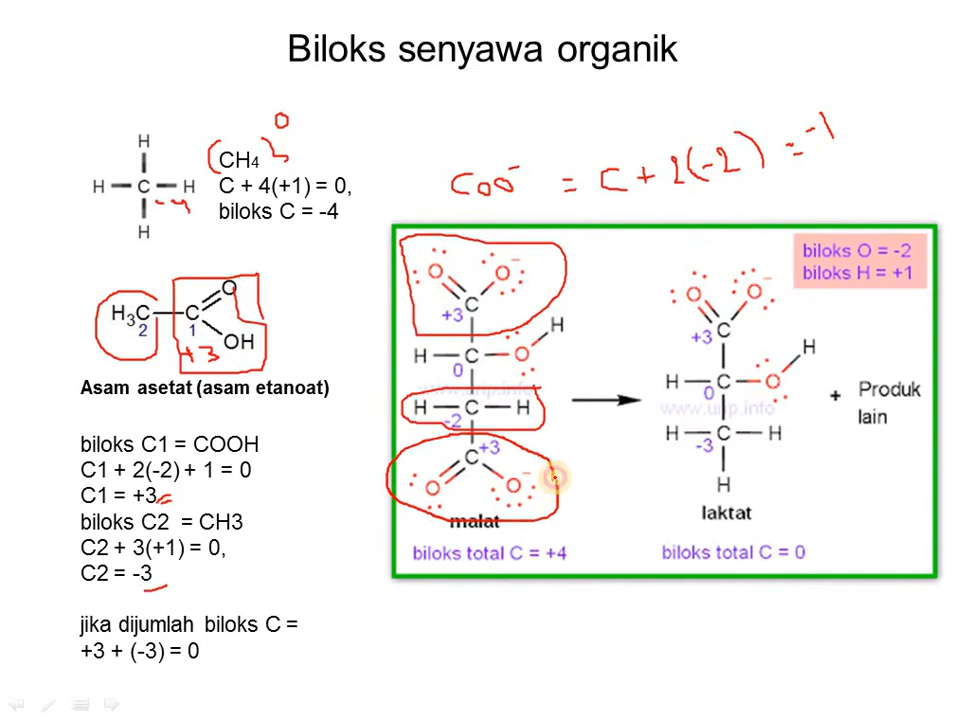 Biloks senyawa organik
0
CH4
C + 4(+1) = 0,
biloks C = -4
H
H C H
-4
H
COO⁻ = C + 2(-2) = -1
biloks O = -2
biloks H = +1
H3C C O
2 1
OH
+3
Asam asetat (asam etanoat)
biloks C1 = COOH
C1 + 2(-2) + 1 = 0
C1 = +3
biloks C2 = CH3
C2 + 3(+1) = 0,
C2 = -3
jika dijumlah biloks C =
+3 + (-3) = 0
O O⁻
C
+3
H
H C O
0
H C H
-2
+3
C
O O⁻
malat
biloks total C = +4
O O⁻
C
+3
H
H C O
0
H C H
-3
H
laktat
biloks total C = 0
+ Produk
lain